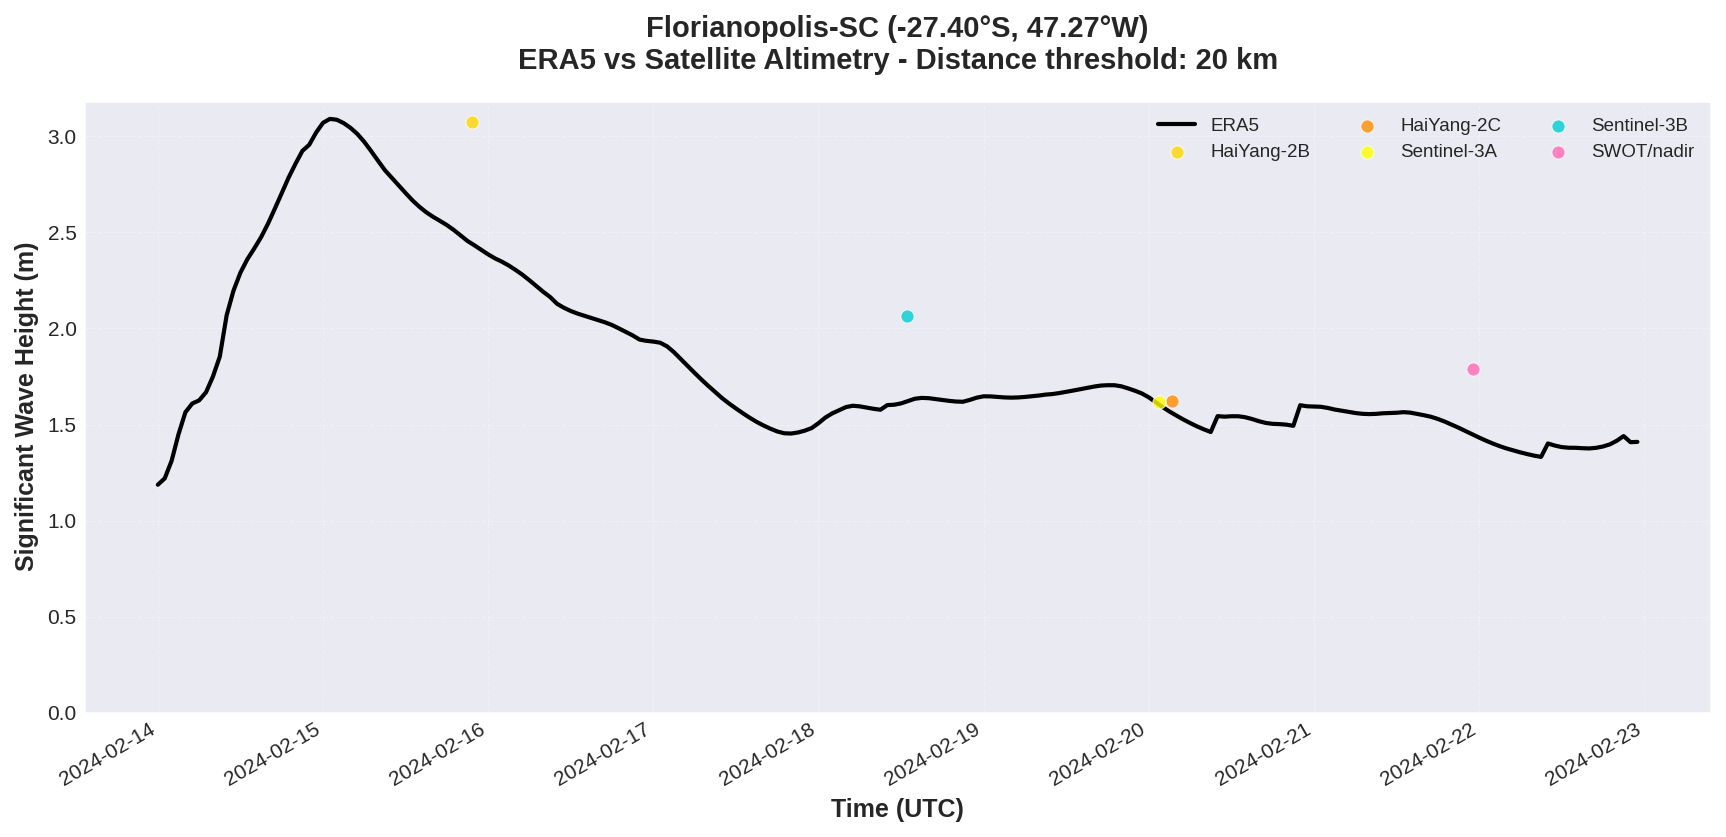 Florianopolis-SC (-27.40°S, 47.27°W)
ERA5 vs Satellite Altimetry - Distance threshold: 20 km
ERA5
HaiYang-2B
HaiYang-2C
Sentinel-3A
Sentinel-3B
SWOT/nadir
Significant Wave Height (m)
3.0
2.5
2.0
1.5
1.0
0.5
0.0
2024-02-14
2024-02-15
2024-02-16
2024-02-17
2024-02-18
2024-02-19
2024-02-20
2024-02-21
2024-02-22
2024-02-23
Time (UTC)